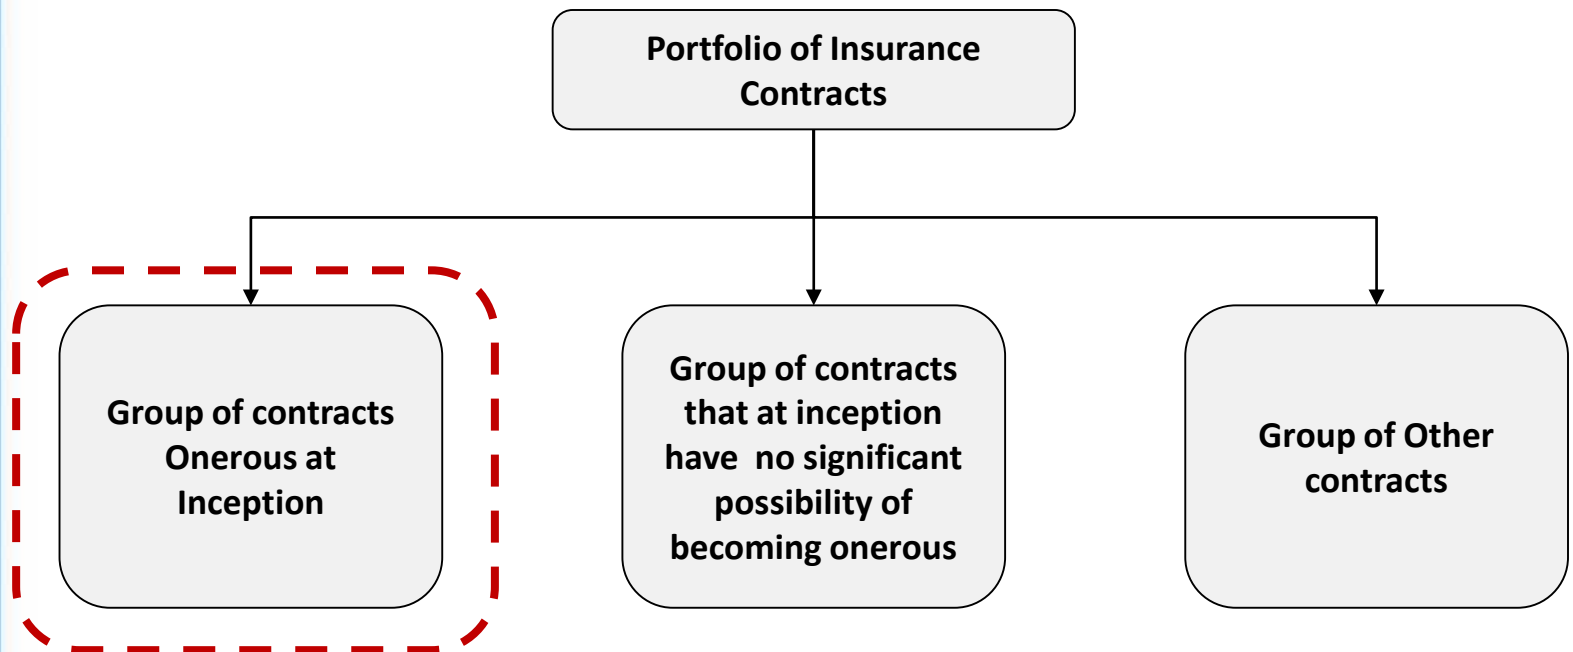 Portfolio of Insurance
Contracts
Group of contracts
Onerous at
Inception
Group of contracts
that at inception
have  no significant
possibility of
becoming onerous
Group of Other
contracts